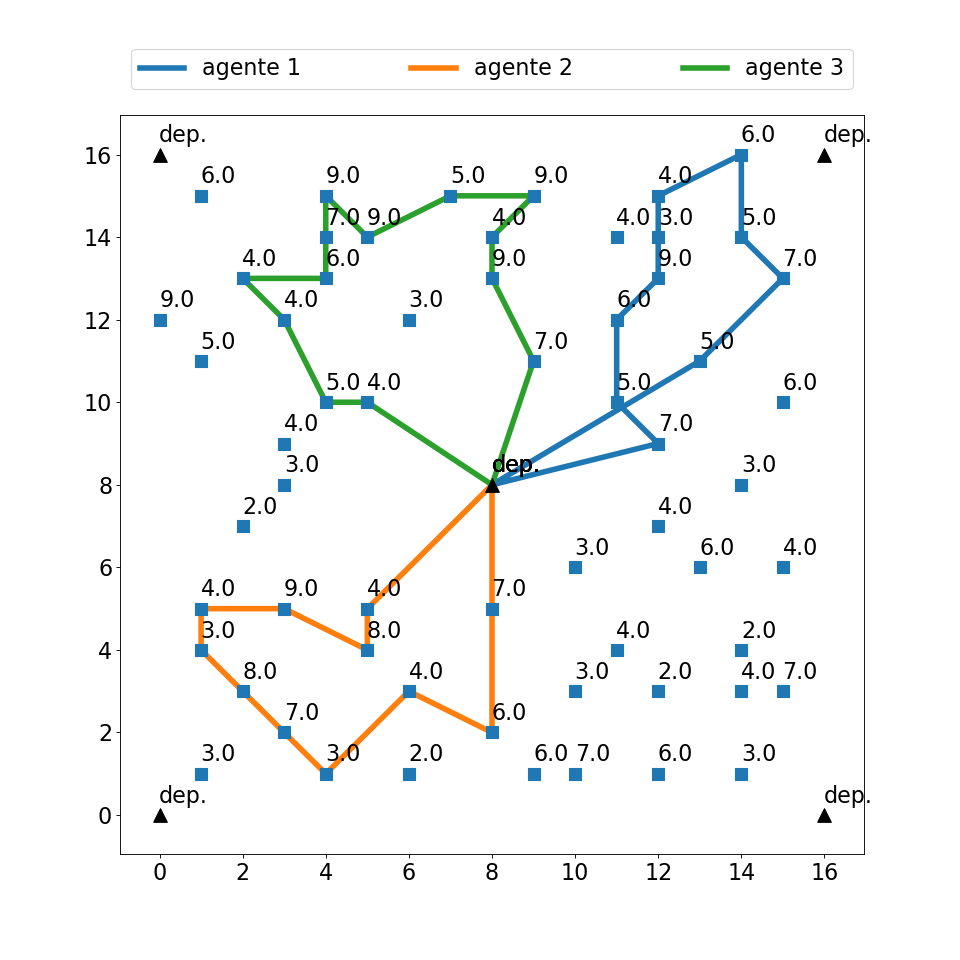 agente 1 agente 2 agente 3
dep. 6.0 dep.
6.0 9.0 5.0 9.0 4.0
16
7.0 9.0 4.0 4.0 3.0 5.0
14
4.0 6.0 9.0 9.0 7.0
9.0 4.0 3.0 6.0
12
5.0 7.0 5.0
5.0 4.0 5.0 6.0
10
4.0 7.0
3.0 dep. 3.0
8
2.0 4.0
3.0 6.0 4.0
6
4.0 9.0 4.0 7.0
3.0 8.0 4.0 2.0
4
8.0 4.0 3.0 2.0 4.0 7.0
7.0 6.0
2
3.0 3.0 2.0 6.0 7.0 6.0 3.0
dep. dep.
0
0 2 4 6 8 10 12 14 16